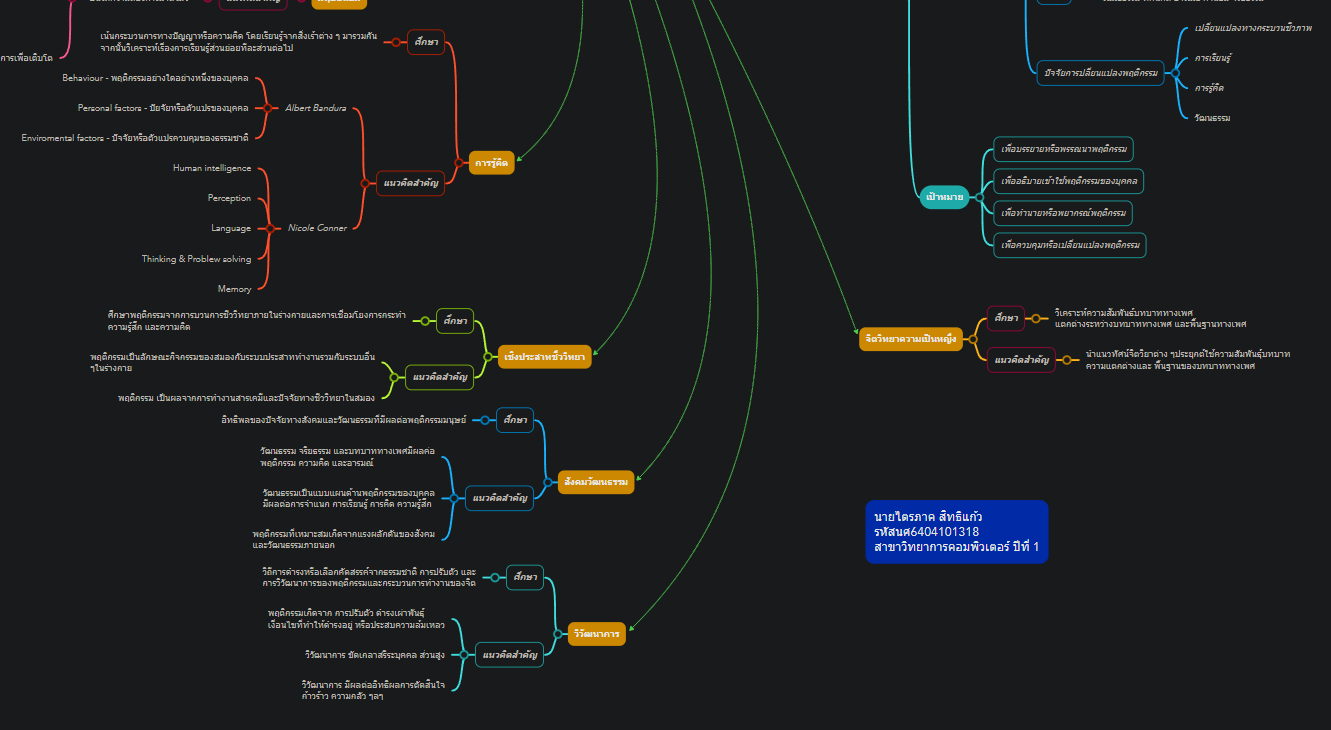 การเพื่อเติบโต
ศึกษา
เน้นกระบวนการทางปัญญาหรือความคิด โดยเรียนรู้จากสิ่งเร้าต่าง ๆ มารวมกัน
จากนั้นวิเคราะห์เรื่องการเรียนรู้ส่วนย่อยทีละส่วนต่อไป
Behaviour - พฤติกรรมอย่างใดอย่างหนึ่งของบุคคล
Personal factors - ปัยจัยหรือตัวแปรของบุคคล
Albert Bandura
Enviromental factors - ปัจจัยหรือตัวแปรควบคุมของธรรมชาติ
การรู้คิด
แนวคิดสำคัญ
Human intelligence
Perception
Language
Nicole Conner
Thinking & Problew solving
Memory
ศึกษาพฤติกรรมจากการบวนการชีววิทยาภายในร่างกายและการเชื่อมโยงการกระทำ
ความรู้สึก และความคิด
ศึกษา
เชิงประสาทชีววิทยา
พฤติกรรมเป็นลักษณะกิจกรรมของสมองกับระบบประสาททำงานรวมกับระบบอื่น
ๆในร่างกาย
แนวคิดสำคัญ
พฤติกรรม เป็นผลจากการทำงานสารเคมีและปัจจัยทางชีววิทยาในสมอง
อิทธิพลของปัจจัยทางสังคมและวัฒนธรรมที่มีผลต่อพฤติกรรมมนุษย์
ศึกษา
วัฒนธรรม จริยธรรม และบทบาททางเพศมีผลต่อ
พฤติกรรม ความคิด และอารมณ์
สังคมวัฒนธรรม
วัฒนธรรมเป็นแบบแผนด้านพฤติกรรมของบุคคล
มีผลต่อการจำแนก การเรียนรู้ การคิด ความรู้สึก
แนวคิดสำคัญ
พฤติกรรมที่เหมาะสมเกิดจากแรงผลักดันของสังคม
และวัฒนธรรมภายนอก
วิถีการดำรงหรือเลือกคัดสรรค์จากธรรมชาติ การปรับตัว และ
การวิวัฒนาการของพฤติกรรมและกระบวนการทำงานของจิต
ศึกษา
พฤติกรรมเกิดจาก การปรับตัว ดำรงเผ่าพันธุ์
เงื่อนไขที่ทำให้ดำรงอยู่ หรือประสบความล้มเหลว
วิวัฒนาการ
วิวัฒนาการ ขัดเกลาสรีระบุคคล ส่วนสูง
แนวคิดสำคัญ
วิวัฒนาการ มีผลต่ออิทธิผลการตัดสินใจ
ก้าวร้าว ความกลัว ๆลๆ
เปลี่ยนแปลงทางกระบวนชีวภาพ
การเรียนรู้
ปัจจัยการปลี่ยนแปลงพฤติกรรม
การรู้คิด
วัฒนธรรม
เพื่อบรรยายหรือพรรณนาพฤติกรรม
เพื่ออธิบายเข้าใช้พฤติกรรมของบุคคล
เป้าหมาย
เพื่อทำนายหรือพยากรณ์พฤติกรรม
เพื่อควบคุมหรือเปลี่ยนแปลงพฤติกรรม
ศึกษา
วิเคราะห์ความสัมพันธ์บทบาททางเพศ
แตกต่างระหว่างบทบาททางเพศ และพื้นฐานทางเพศ
จิตวิทยาความเป็นหญิง
แนวคิดสำคัญ
นำแนวทัศน์จิตวิยาต่าง ๆประยุคต์ใช้ความสัมพันธ์บทบาท
ความแตกต่างและ พื้นฐานของบทบาททางเพศ
นายไตรภาค สิทธิแก้ว
รหัสนศ6404101318
สาขาวิทยาการคอมพิวเตอร์ ปีที่ 1